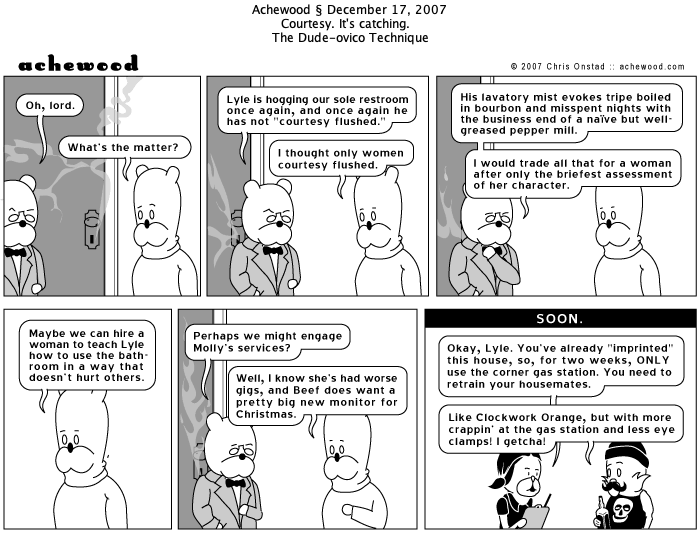 Achewood § December 17, 2007
Courtesy. It's catching.
The Dude-ovico Technique
achewood
© 2007 Chris Onstad :: achewood.com
Oh, lord.
What's the matter?
Lyle is hogging our sole restroom
once again, and once again he
has not "courtesy flushed."
I thought only women
courtesy flushed.
His lavatory mist evokes tripe boiled
in bourbon and misspent nights with
the business end of a naïve but well-
greased pepper mill.
I would trade all that for a woman
after only the briefest assessment
of her character.
Maybe we can hire a
woman to teach Lyle
how to use the bath-
room in a way that
doesn't hurt others.
Perhaps we might engage
Molly's services?
Well, I know she's had worse
gigs, and Beef does want a
pretty big new monitor for
Christmas.
SOON.
Okay, Lyle. You've already "imprinted"
this house, so, for two weeks, ONLY
use the corner gas station. You need to
retrain your housemates.
Like Clockwork Orange, but with more
crappin' at the gas station and less eye
clamps! I getcha!